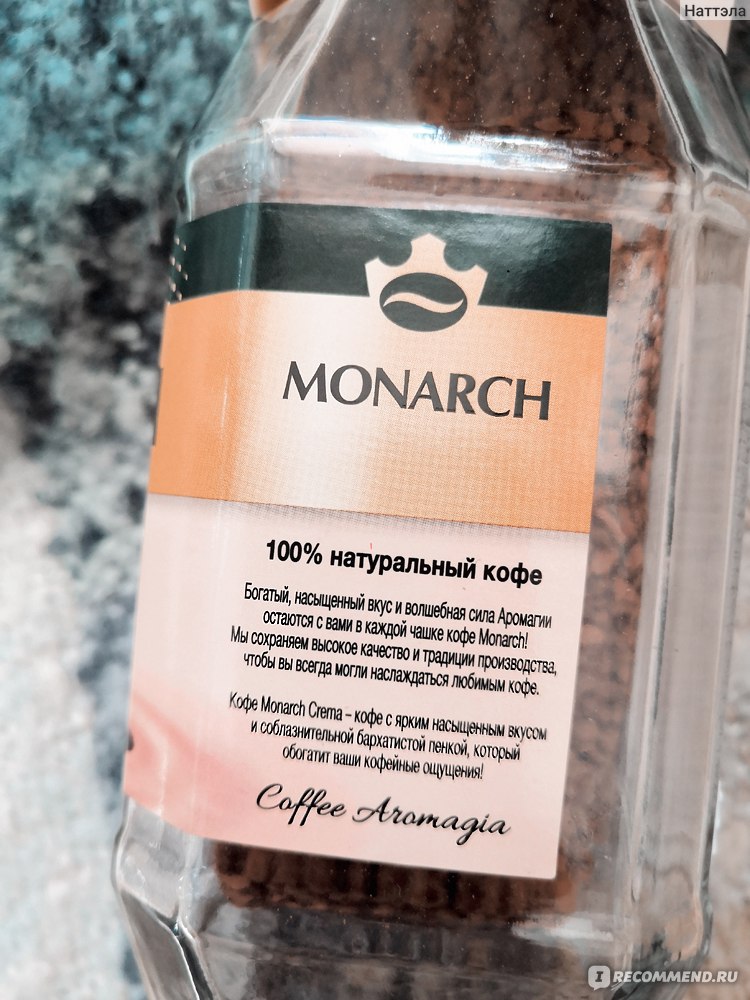 Наттэла
MONARCH
100% натуральный кофе
Богатый, насыщенный вкус и волшебная сила Аромагии
остаются с вами в каждой чашке кофе Monarch!
Мы сохраняем высокое качество и традиции производства,
чтобы вы всегда могли наслаждаться любимым кофе.
Кофе Monarch Crema – кофе с ярким насыщенным вкусом
и соблазнительной бархатистой пенкой, который
обогатит ваши кофейные ощущения!
Coffee Aromagia
IRECOMMEND.RU